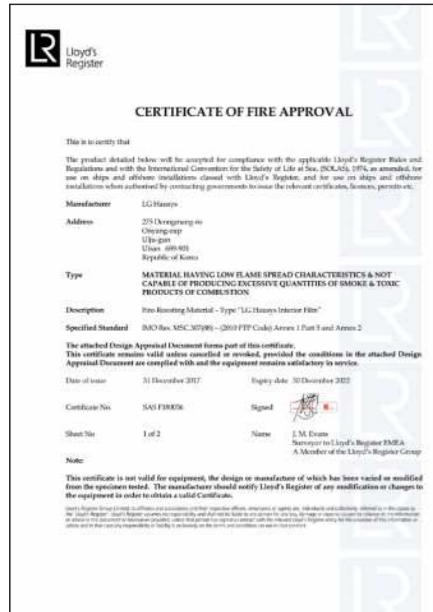 LR
Lloyd's
Register
CERTIFICATE OF FIRE APPROVAL
This is to certify that
The product detailed below will be accepted for compliance with the applicable Lloyd's Register Rules and
Regulations and with the International Convention for the Safety of Life at Sea, (SOLAS), 1974, as amended, for
use on ships and offshore installations classed with Lloyd's Register, and for use on ships and offshore
installations when authorised by contracting governments to issue the relevant certificates, licences, permits etc.
Manufacturer LG Hausys
Address
Ulju-gun
Ulsan 689-901
Republic of Korea
Type MATERIAL HAVING LOW FLAME SPREAD CHARACTERISTICS & NOT
CAPABLE OF PRODUCING EXCESSIVE QUANTITIES OF SMOKE & TOXIC
PRODUCTS OF COMBUSTION
Description Fire Resisting Material - Type "LG Hausys Interior Film"
Specified Standard IMO Res. MSC.307(88) – (2010 FTP Code) Annex 1 Part 5 and Annex 2
The attached Design Appraisal Document forms part of this certificate.
This certificate remains valid unless cancelled or revoked, provided the conditions in the attached Design
Appraisal Document are complied with and the equipment remains satisfactory in service.
Date of issue 31 December 2017 Expiry date 30 December 2022
Certificate No. Signed
Sheet No 1 of 2 Name J. M. Evans
Surveyor to Lloyd's Register EMEA
A Member of the Lloyd's Register Group
Note:
This certificate is not valid for equipment, the design or manufacture of which has been varied or modified
from the specimen tested. The manufacturer should notify Lloyd's Register of any modification or changes to
the equipment in order to obtain a valid Certificate.